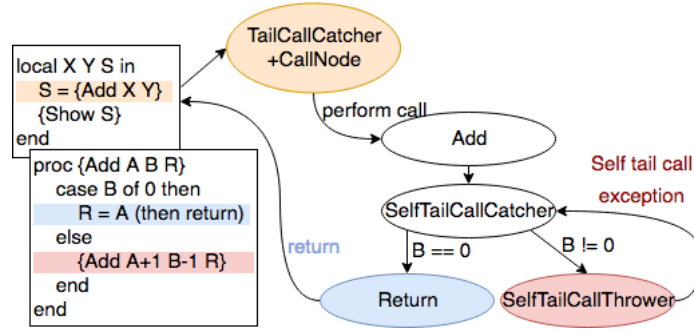 local X Y S in
S = {Add X Y}
{Show S}
end
proc {Add A B R}
case B of 0 then
R = A (then return)
else
{Add A+1 B-1 R}
end
end
TailCallCatcher
+CallNode
perform call
Add
Self tail call
exception
SelfTailCallCatcher
return
B == 0
B != 0
Return
SelfTailCallThrower